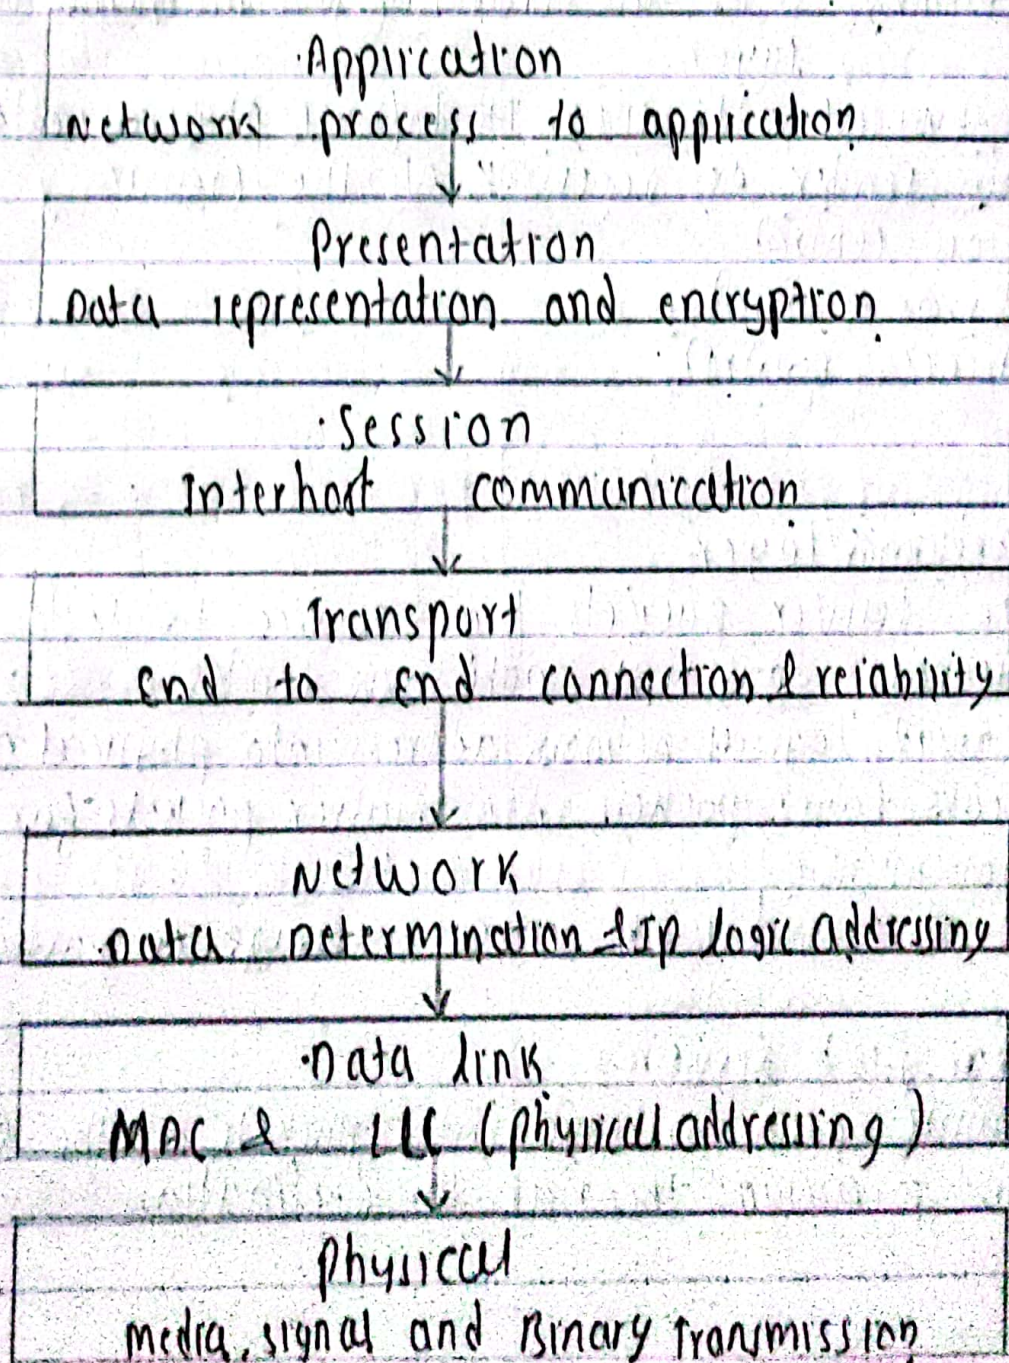 Application
Network process to application
Presentation
Data representation and encryption
Session
Interhost communication
Transport
End to End connection & reliability
Network
Data Determination & IP logic addressing
Data link
MAC & LLC (physical addressing)
Physical
media, signal and Binary Transmission